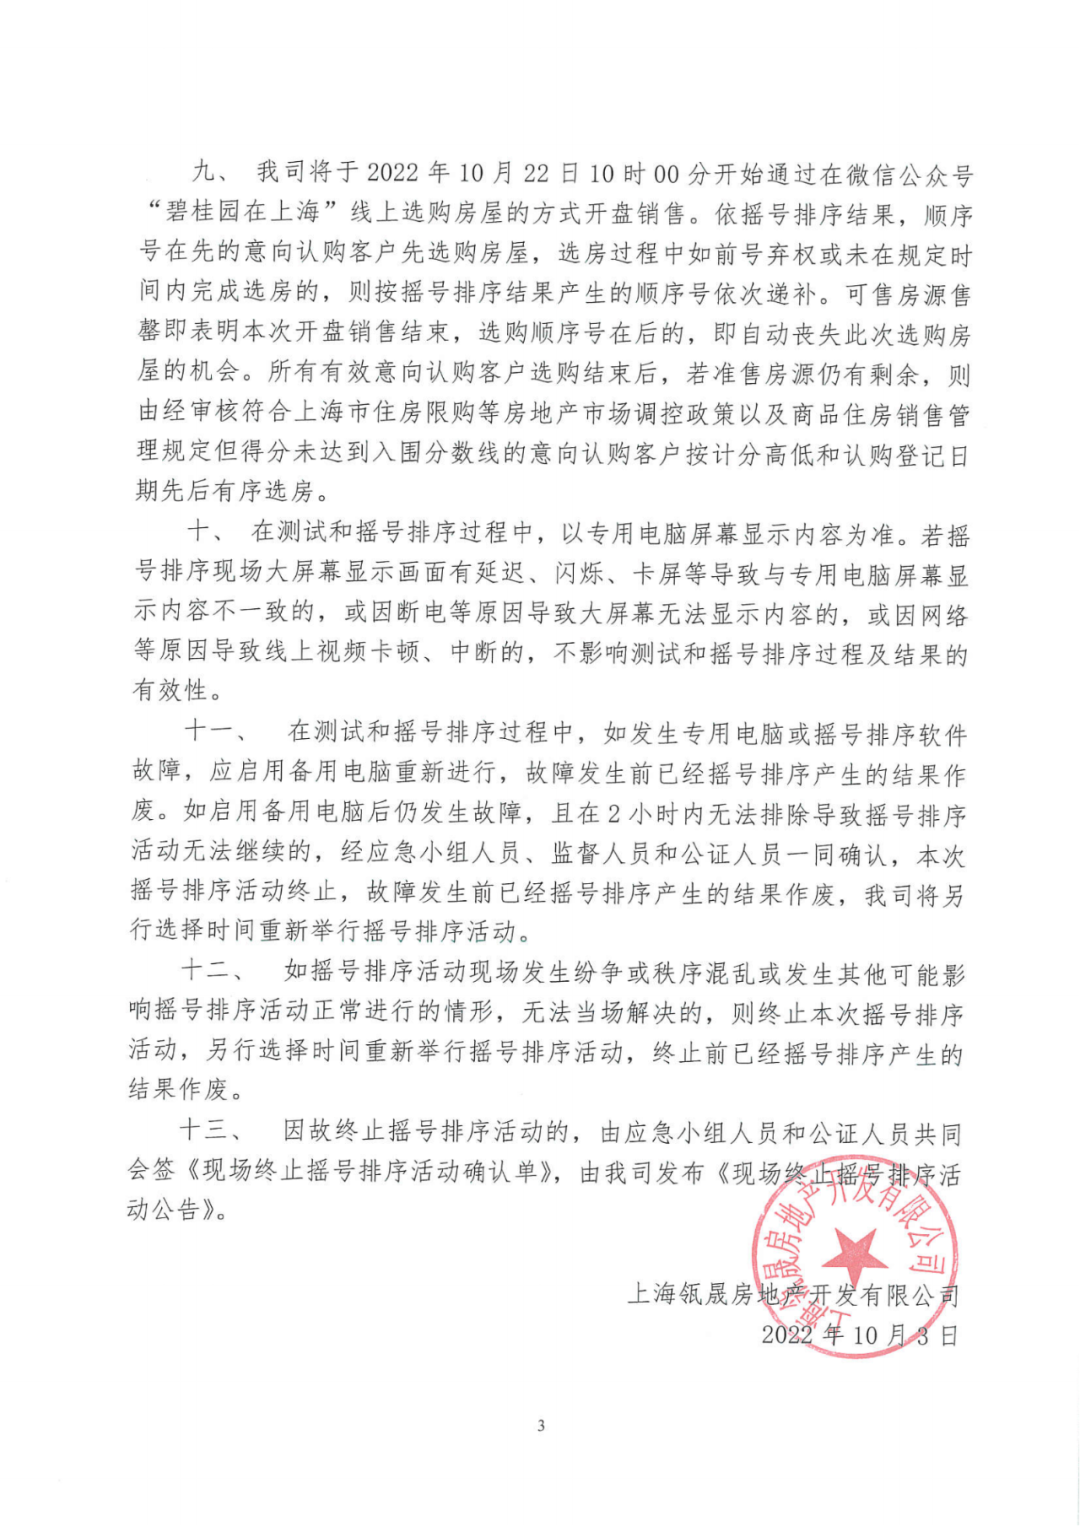 九、 我司将于 2022 年 10 月 22 日 10 时 00 分开始通过在微信公众号
“碧桂园在上海”线上选购房屋的方式开盘销售。依摇号排序结果，顺序
号在先的意向认购客户先选购房屋，选房过程中如前号弃权或未在规定时
间内完成选房的，则按摇号排序结果产生的顺序号依次递补。可售房源售
罄即表明本次开盘销售结束，选购顺序号在后的，即自动丧失此次选购房
屋的机会。所有有效意向认购客户选购结束后，若准售房源仍有剩余，则
由经审核符合上海市住房限购等房地产市场调控政策以及商品住房销售管
理规定但得分未达到入围分数线的意向认购客户按计分高低和认购登记日
期先后有序选房。
十、 在测试和摇号排序过程中，以专用电脑屏幕显示内容为准。若摇
号排序现场大屏幕显示画面有延迟、闪烁、卡屏等导致与专用电脑屏幕显
示内容不一致的，或因断电等原因导致大屏幕无法显示内容的，或因网络
等原因导致线上视频卡顿、中断的，不影响测试和摇号排序过程及结果的
有效性。
十一、 在测试和摇号排序过程中，如发生专用电脑或摇号排序软件
故障，应启用备用电脑重新进行，故障发生前已经摇号排序产生的结果作
废。如启用备用电脑后仍发生故障，且在 2 小时内无法排除导致摇号排序
活动无法继续的，经应急小组人员、监督人员和公证人员一同确认，本次
摇号排序活动终止，故障发生前已经摇号排序产生的结果作废，我司将另
行选择时间重新举行摇号排序活动。
十二、 如摇号排序活动现场发生纷争或秩序混乱或发生其他可能影
响摇号排序活动正常进行的情形，无法当场解决的，则终止本次摇号排序
活动，另行选择时间重新举行摇号排序活动，终止前已经摇号排序产生的
结果作废。
十三、 因故终止摇号排序活动的，由应急小组人员和公证人员共同
会签《现场终止摇号排序活动确认单》，由我司发布《现场终止摇号排序活
动公告》。
上海瓴晟房地产开发有限公司
上海瓴晟房地产开发有限公司
2022 年 10 月 3 日
3